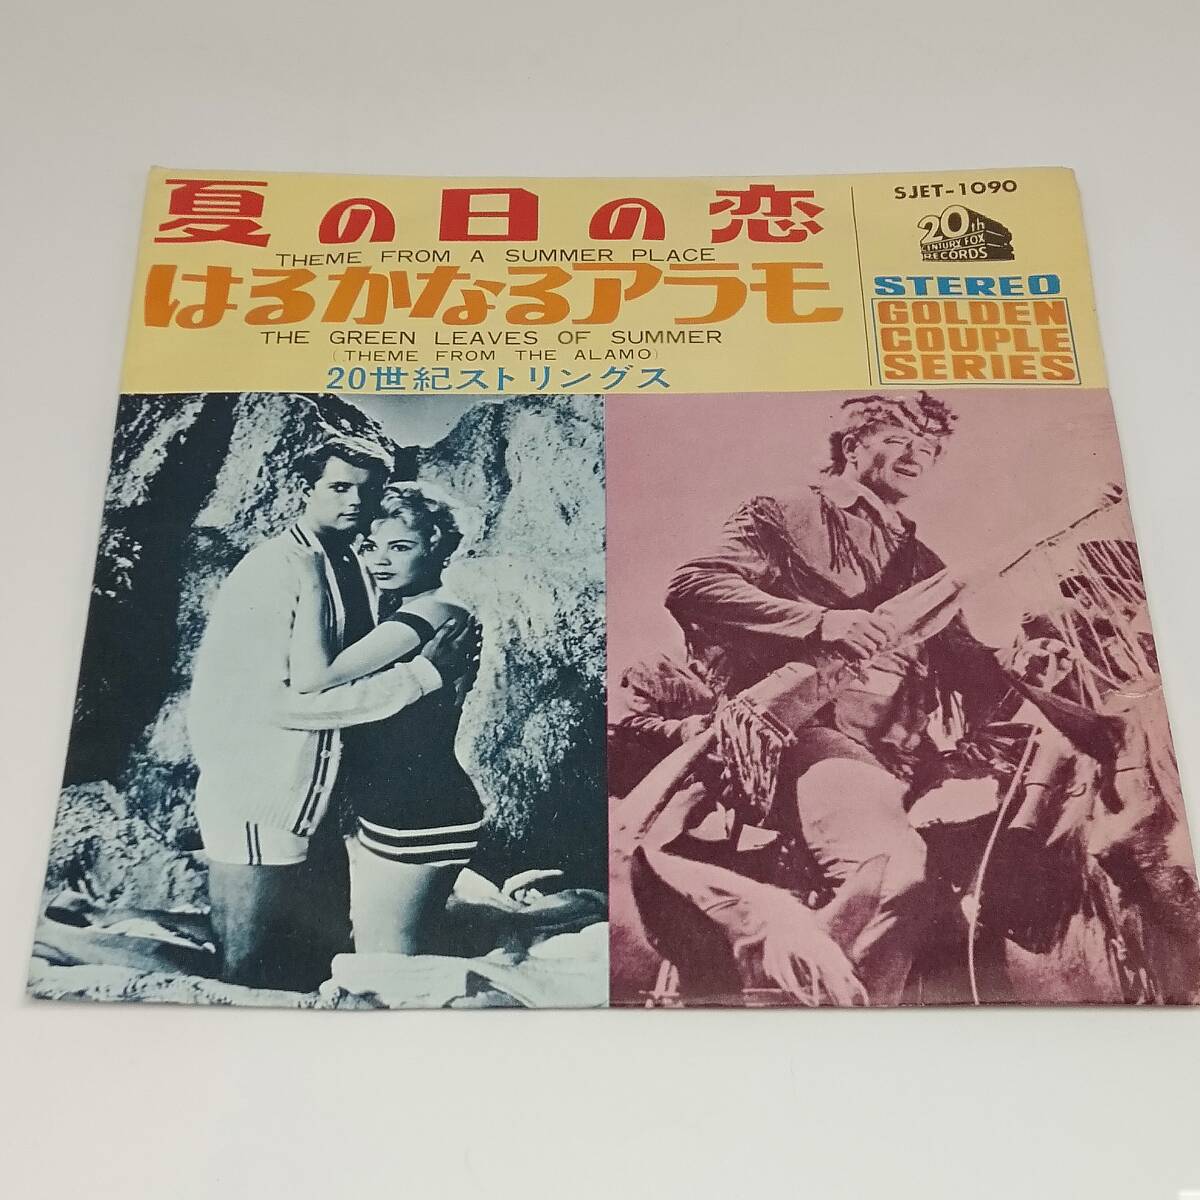 夏の日の恋
THEME FROM A SUMMER PLACE
はるかなるアラモ
THE GREEN LEAVES OF SUMMER
(THEME FROM THE ALAMO)
20世紀ストリングス
SJET-1090
20th
CENTURY FOX
RECORDS
STEREO
GOLDEN
COUPLE
SERIES